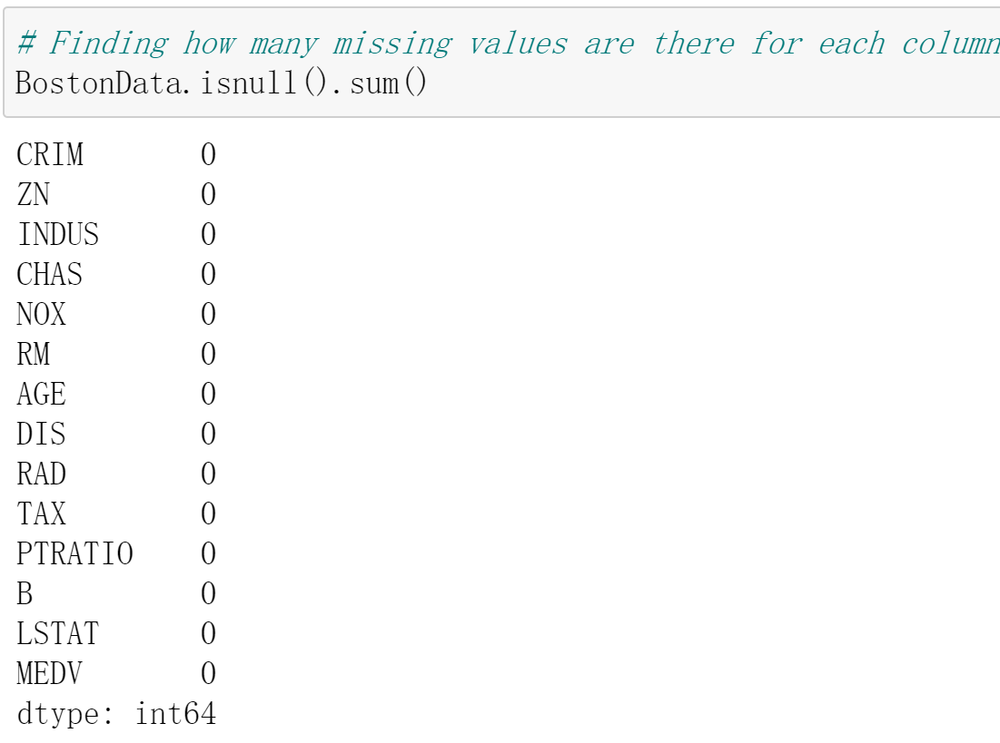 # Finding how many missing values are there for each column
BostonData.isnull().sum()
CRIM 0
ZN 0
INDUS 0
CHAS 0
NOX 0
RM 0
AGE 0
DIS 0
RAD 0
TAX 0
PTRATIO 0
B 0
LSTAT 0
MEDV 0
dtype: int64